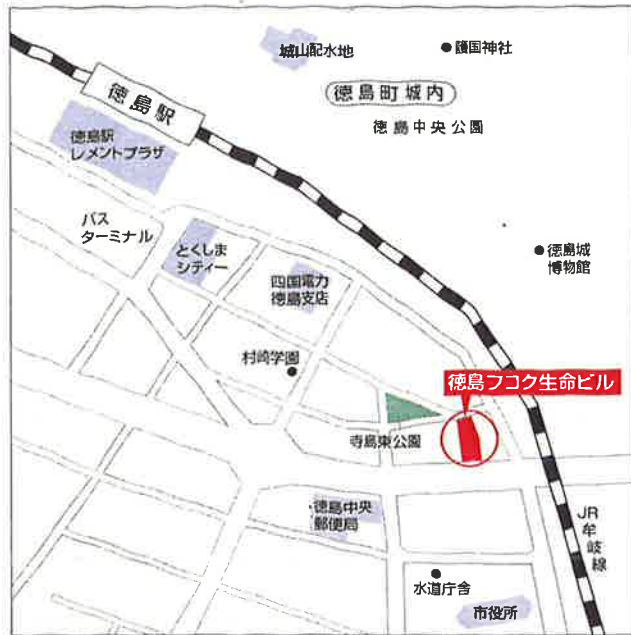 城山配水地
護国神社
徳島駅
徳島町城内
徳島中央公園
徳島駅
レメントプラザ
バス
ターミナル
とくしま
シティー
徳島城
博物館
四国電力
徳島支店
村崎学園
徳島フコク生命ビル
寺島東公園
徳島中央
郵便局
JR牟岐線
水道庁舎
市役所